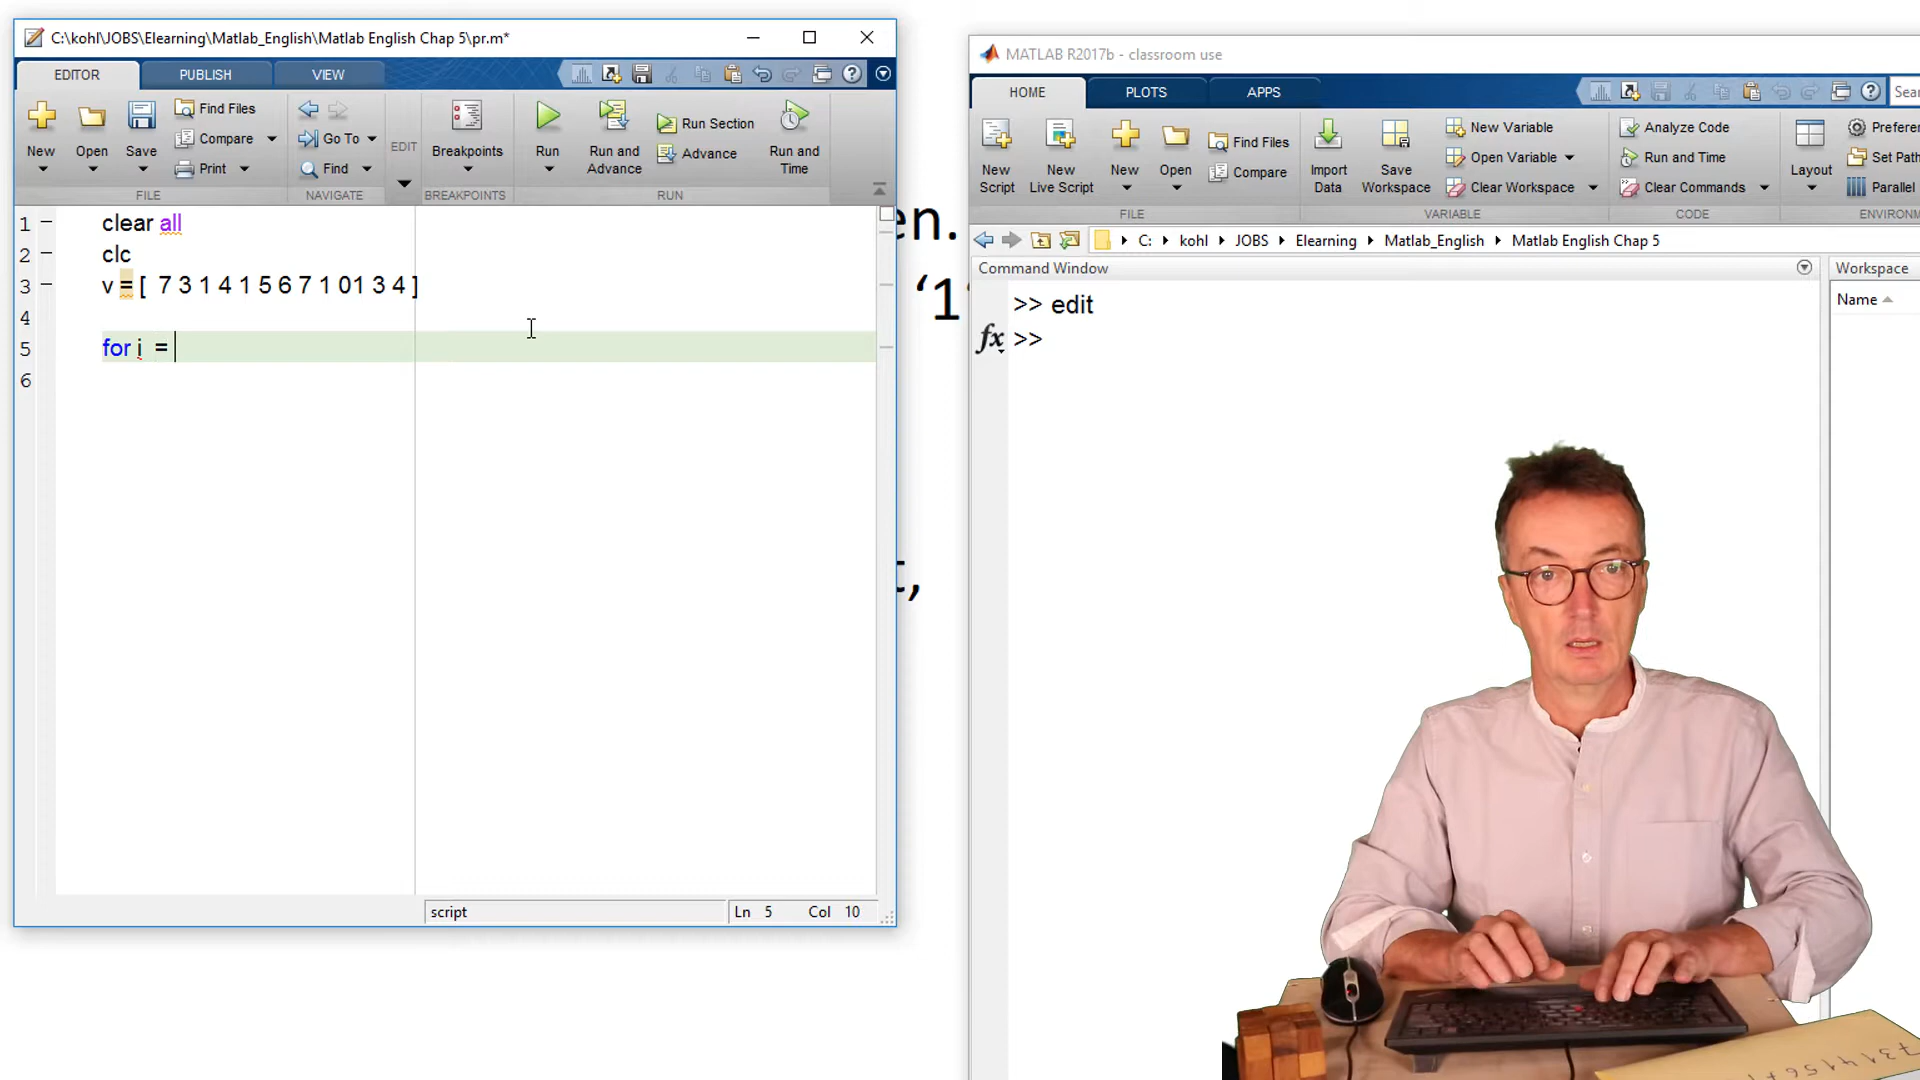 C:\kohl\JOBS\Elearning\Matlab_English\Matlab English Chap 5\pr.m*
EDITOR
PUBLISH
VIEW
New
Open
Save
Find Files
Compare
Print
Go To
Find
EDIT
Breakpoints
Run
Run and Advance
Run Section
Advance
Run and Time
FILE
NAVIGATE
BREAKPOINTS
RUN
1 clear all
2 clc
3 v = [ 7 3 1 4 1 5 6 7 1 01 3 4 ]
4
5 for i =
6
script
Ln 5 Col 10
en.
‘1
t,
MATLAB R2017b - classroom use
HOME
PLOTS
APPS
Sear
New Script
New Live Script
New
Open
Find Files
Compare
Import Data
Save Workspace
New Variable
Open Variable
Clear Workspace
Analyze Code
Run and Time
Clear Commands
Layout
Prefere
Set Path
Parallel
FILE
VARIABLE
CODE
ENVIRONM
C: kohl JOBS Elearning Matlab_English Matlab English Chap 5
Command Window
>> edit
fx >>
Workspace
Name